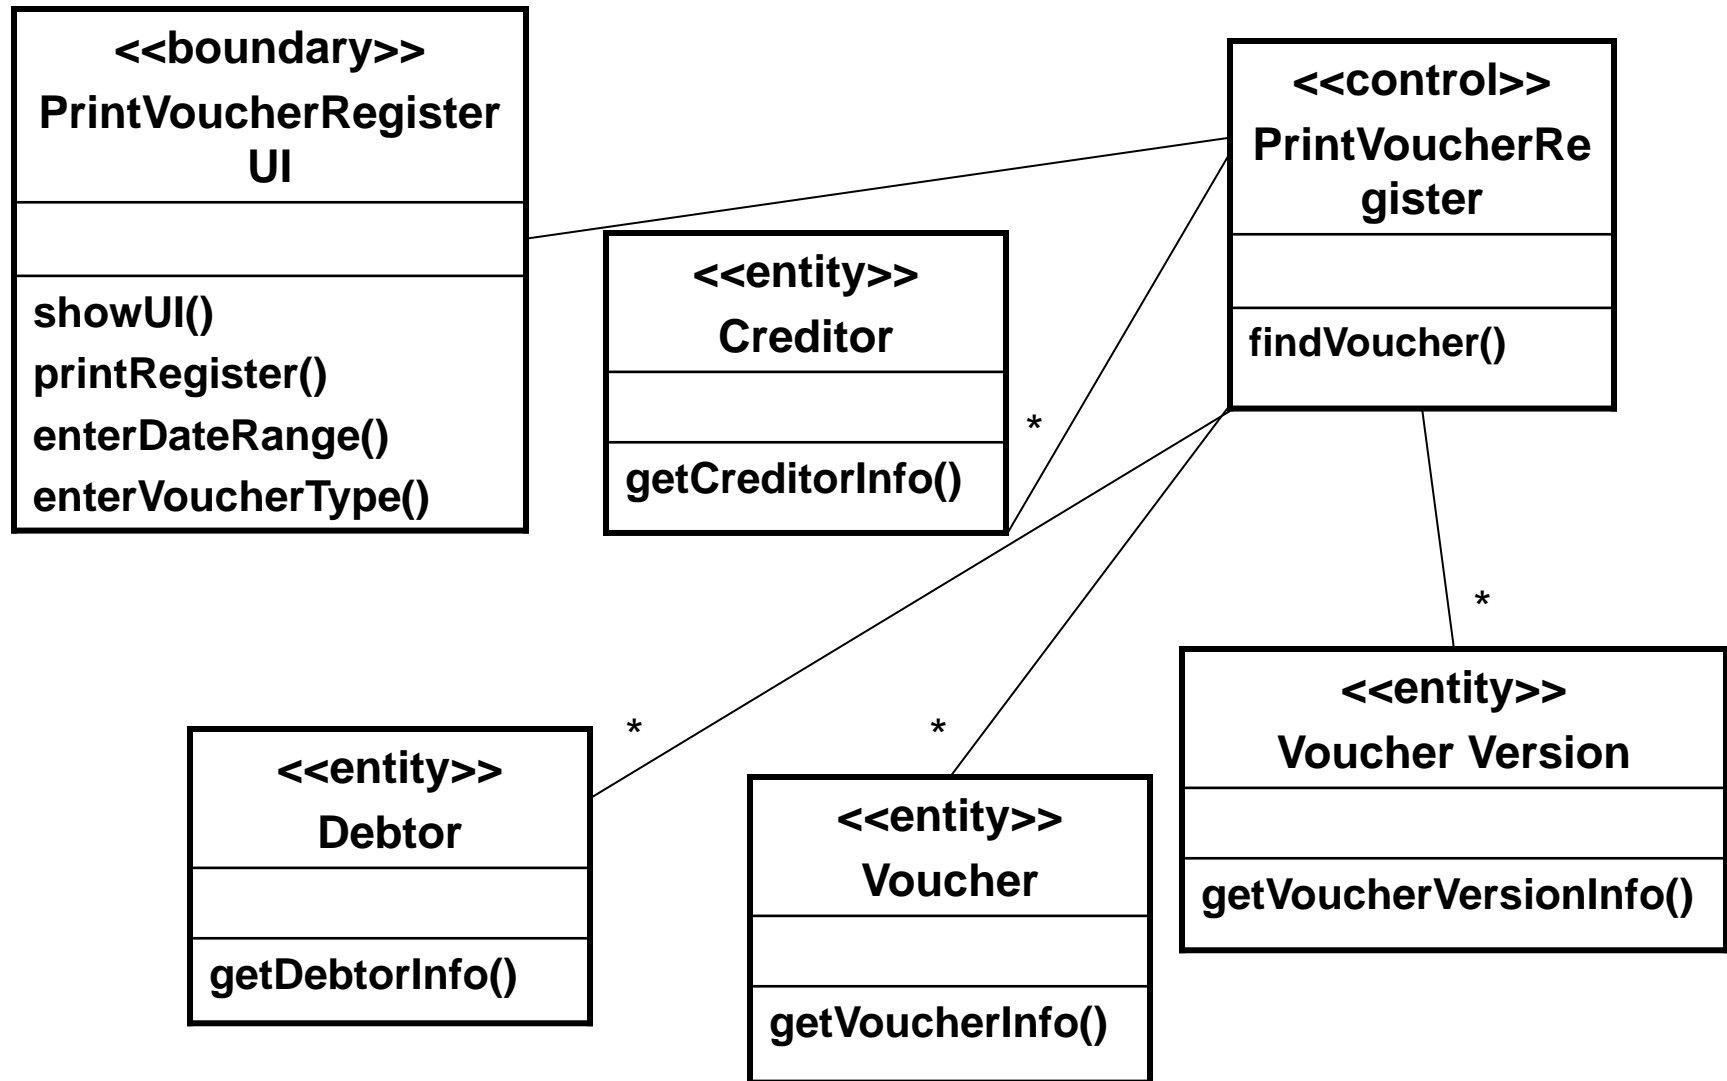 <<boundary>>
PrintVoucherRegister
UI
showUI()
printRegister()
enterDateRange()
enterVoucherType()
<<control>>
PrintVoucherRe
gister
findVoucher()
<<entity>>
Creditor
getCreditorInfo()
*
*
*
*
<<entity>>
Debtor
getDebtorInfo()
<<entity>>
Voucher
getVoucherInfo()
<<entity>>
Voucher Version
getVoucherVersionInfo()